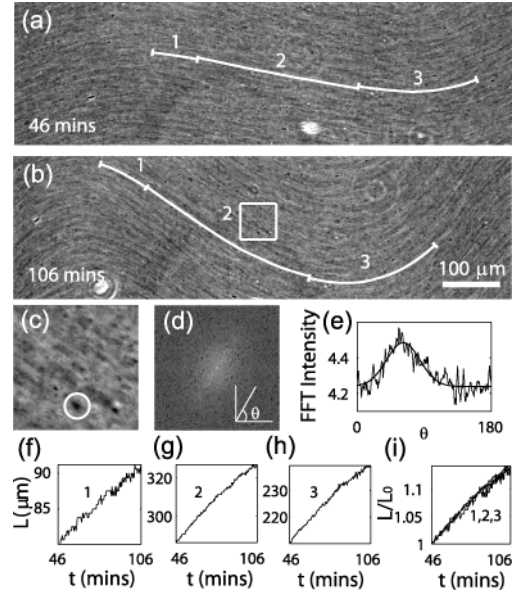 (a)
1
2
3
46 mins
(b)
1
2
3
106 mins
100 μm
(c)
(d)
θ
(e)
FFT Intensity
4.4
4.2
0
θ
180
(f)
L(μm)
90
85
1
46
106
t (mins)
(g)
320
300
2
46
106
t (mins)
(h)
230
220
3
46
106
t (mins)
(i)
L/L₀
1.1
1.05
1
1,2,3
46
106
t (mins)